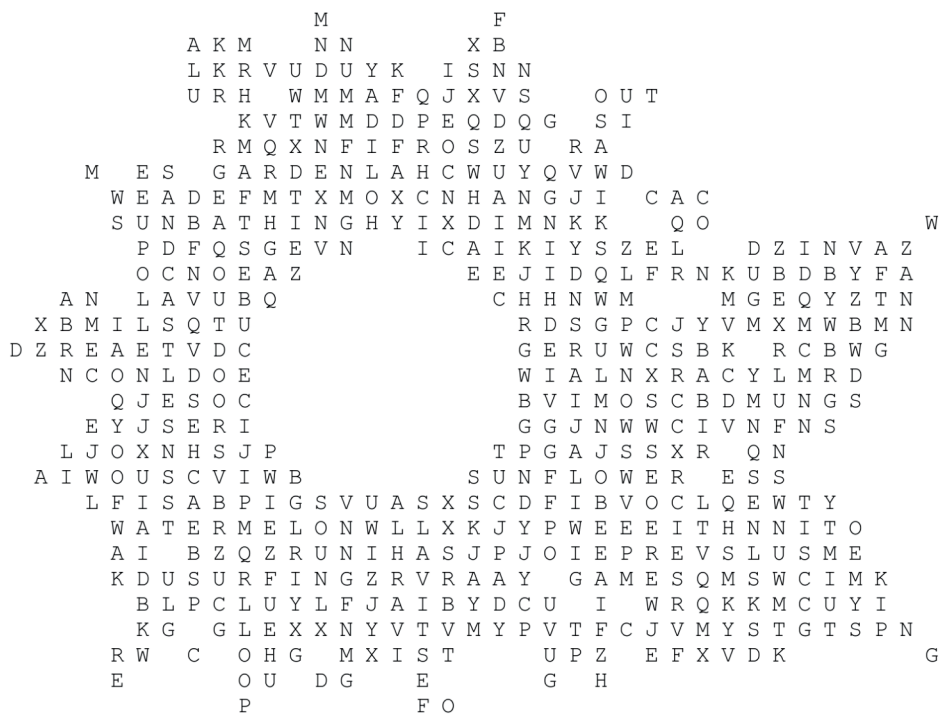 M F
A K M N N X B
L K R V U D U Y K I S N N
U R H W M M A F Q J X V S O U T
K V T W M D D P E Q D Q G S I
R M Q X N F I F R O S Z U R A
M E S G A R D E N L A H C W U Y Q V W D
W E A D E F M T X M O X C N H A N G J I C A C
S U N B A T H I N G H Y I X D I M N K K Q O W
P D F Q S G E V N I C A I K I Y S Z E L D Z I N V A Z
O C N O E A Z E E J I D Q L F R N K U B D B Y F A
A N L A V U B Q C H H N W M M G E Q Y Z T N
X B M I L S Q T U R D S G P C J Y V M X M W B M N
D Z R E A E T V D C G E R U W C S B K R C B W G
N C O N L D O E W I A L N X R A C Y L M R D
Q J E S O C B V I M O S C B D M U N G S
E Y J S E R I G G J N W W C I V N F N S
L J O X N H S J P T P G A J S S X R Q N
A I W O U S C V I W B S U N F L O W E R E S S
L F I S A B P I G S V U A S X S C D F I B V O C L Q E W T Y
W A T E R M E L O N W L L X K J Y P W E E E I T H N N I T O
A I B Z Q Z R U N I H A S J P J O I E P R E V S L U S M E
K D U S U R F I N G Z R V R A A Y G A M E S Q M S W C I M K
B L P C L U Y L F J A I B Y D C U I W R Q K K M C U Y I
K G G L E X X N Y V T V M Y P V T F C J V M Y S T G T S P N
R W C O H G M X I S T U P Z E F X V D K G
E O U D G E G H
P F O